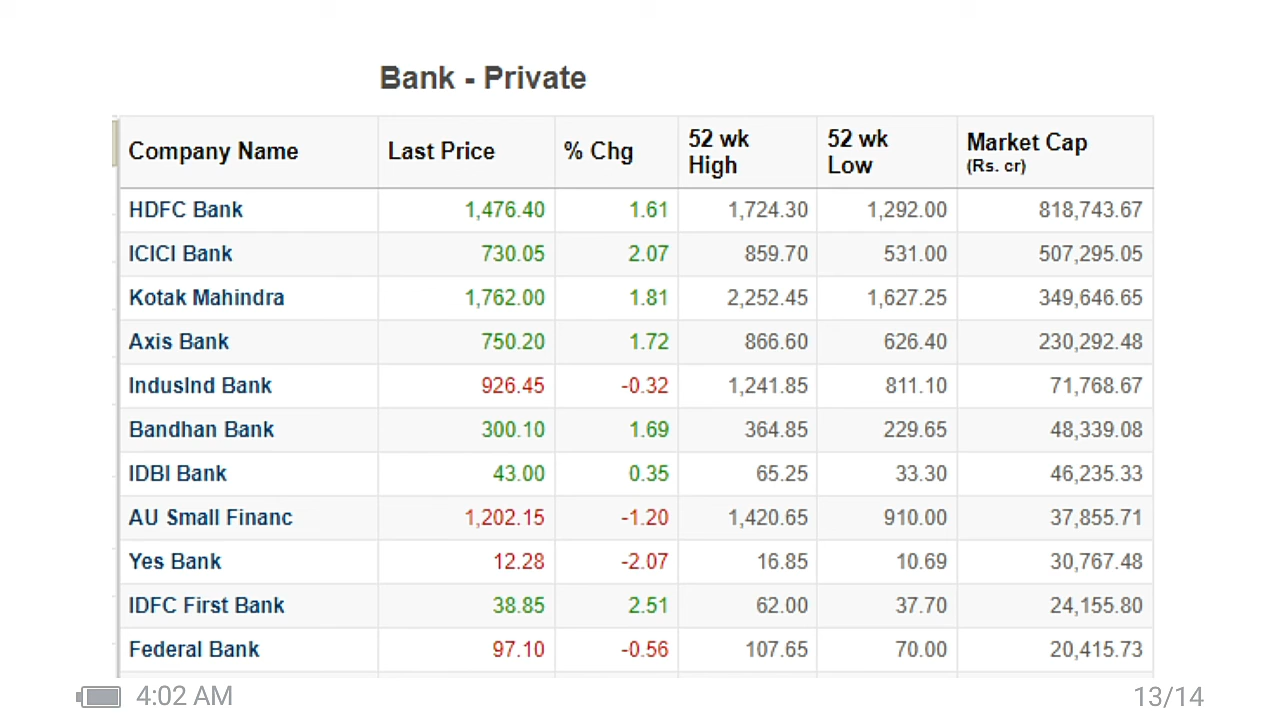 Bank - Private
Company Name Last Price % Chg 52 wk High 52 wk Low Market Cap (Rs. cr)
HDFC Bank 1,476.40 1.61 1,724.30 1,292.00 818,743.67
ICICI Bank 730.05 2.07 859.70 531.00 507,295.05
Kotak Mahindra 1,762.00 1.81 2,252.45 1,627.25 349,646.65
Axis Bank 750.20 1.72 866.60 626.40 230,292.48
IndusInd Bank 926.45 -0.32 1,241.85 811.10 71,768.67
Bandhan Bank 300.10 1.69 364.85 229.65 48,339.08
IDBI Bank 43.00 0.35 65.25 33.30 46,235.33
AU Small Financ 1,202.15 -1.20 1,420.65 910.00 37,855.71
Yes Bank 12.28 -2.07 16.85 10.69 30,767.48
IDFC First Bank 38.85 2.51 62.00 37.70 24,155.80
Federal Bank 97.10 -0.56 107.65 70.00 20,415.73
4:02 AM 13/14